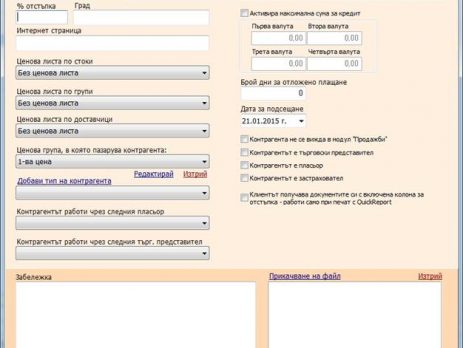 % отстъпка
Град
Интернет страница
Ценова листа по стоки
Без ценова листа
Ценова листа по групи
Без ценова листа
Ценова листа по доставчици
Без ценова листа
Ценова група, в която пазарува контрагента:
1-ва цена
Редактирай
Изтрий
Добави тип на контрагента
Контрагентът работи чрез следния пласьор
Контрагентът работи чрез следния търг. представител
Активира максимална сума за кредит
Първа валута
Втора валута
0,00
0,00
Трета валута
Четвърта валута
0,00
0,00
Брой дни за отложено плащане
0
Дата за подсещане
21.01.2015 г.
Контрагента не се вижда в модул "Продажби"
Контрагентът е търговски представител
Контрагентът е пласьор
Контрагентът е застраховател
Клиентът получава документите си с включена колона за
отстъпка - работи само при печат с QuickReport
Забележка
Прикачване на файл
Изтрий